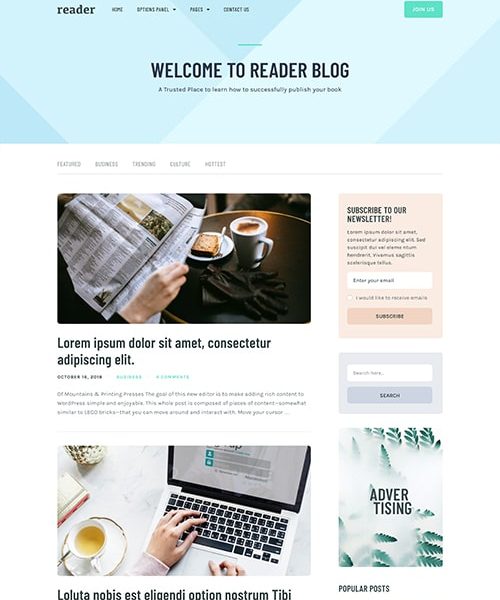 reader
HOME
OPTIONS PANEL
PAGES
CONTACT US
JOIN US
WELCOME TO READER BLOG
A Trusted Place to learn how to successfully publish your book
FEATURED
BUSINESS
TRENDING
CULTURE
HOTTEST
Lorem ipsum dolor sit amet, consectetur
adipiscing elit.
OCTOBER 16, 2019
BUSINESS
0 COMMENTS
Of Mountains & Printing Presses The goal of this new editor is to make adding rich content to
WordPress simple and enjoyable. This whole post is composed of pieces of content—somewhat
similar to LEGO bricks—that you can move around and interact with. Move your cursor ...
Loluta nobis est eligendi option nostrum Tibi
SUBSCRIBE TO OUR
NEWSLETTER!
Lorem ipsum dolor sit amet,
consectetur adipiscing elit. Sed
suscipit dui vel eleme ntum
hendrerit. Vivamus sagittis
scelerisque tellus.
Enter your email
I would like to receive emails
SUBSCRIBE
Search here..
SEARCH
ADVER
TISING
POPULAR POSTS